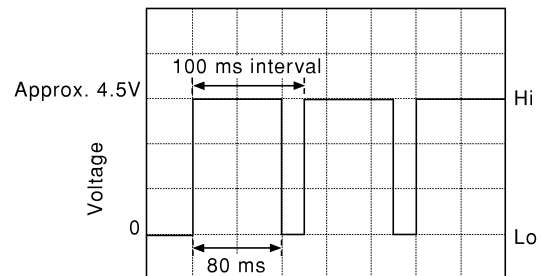 100 ms interval
Approx. 4.5V
Hi
Voltage
0
Lo
80 ms